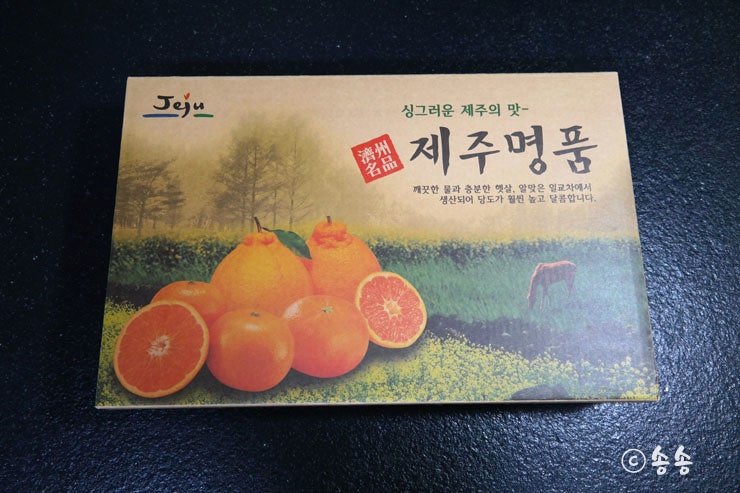 Jeju
싱그러운 제주의 맛-
濟州
名品
제주명품
깨끗한 물과 충분한 햇살, 알맞은 일교차에서
생산되어 당도가 훨씬 높고 달콤합니다.
ⓒ송송